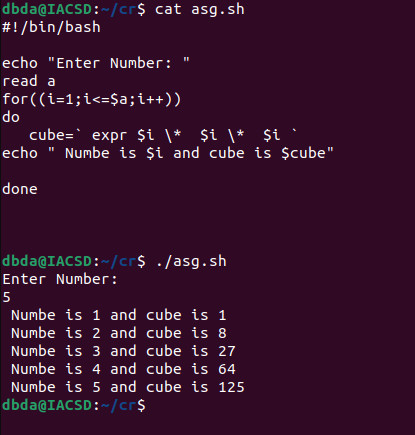 dbda@IACSD:~/cr$ cat asg.sh
#!/bin/bash
echo "Enter Number: "
read a
for((i=1;i<=$a;i++))
do
   cube=` expr $i \*  $i \*  $i `
echo " Numbe is $i and cube is $cube"
done
dbda@IACSD:~/cr$ ./asg.sh
Enter Number:
5
 Numbe is 1 and cube is 1
 Numbe is 2 and cube is 8
 Numbe is 3 and cube is 27
 Numbe is 4 and cube is 64
 Numbe is 5 and cube is 125
dbda@IACSD:~/cr$